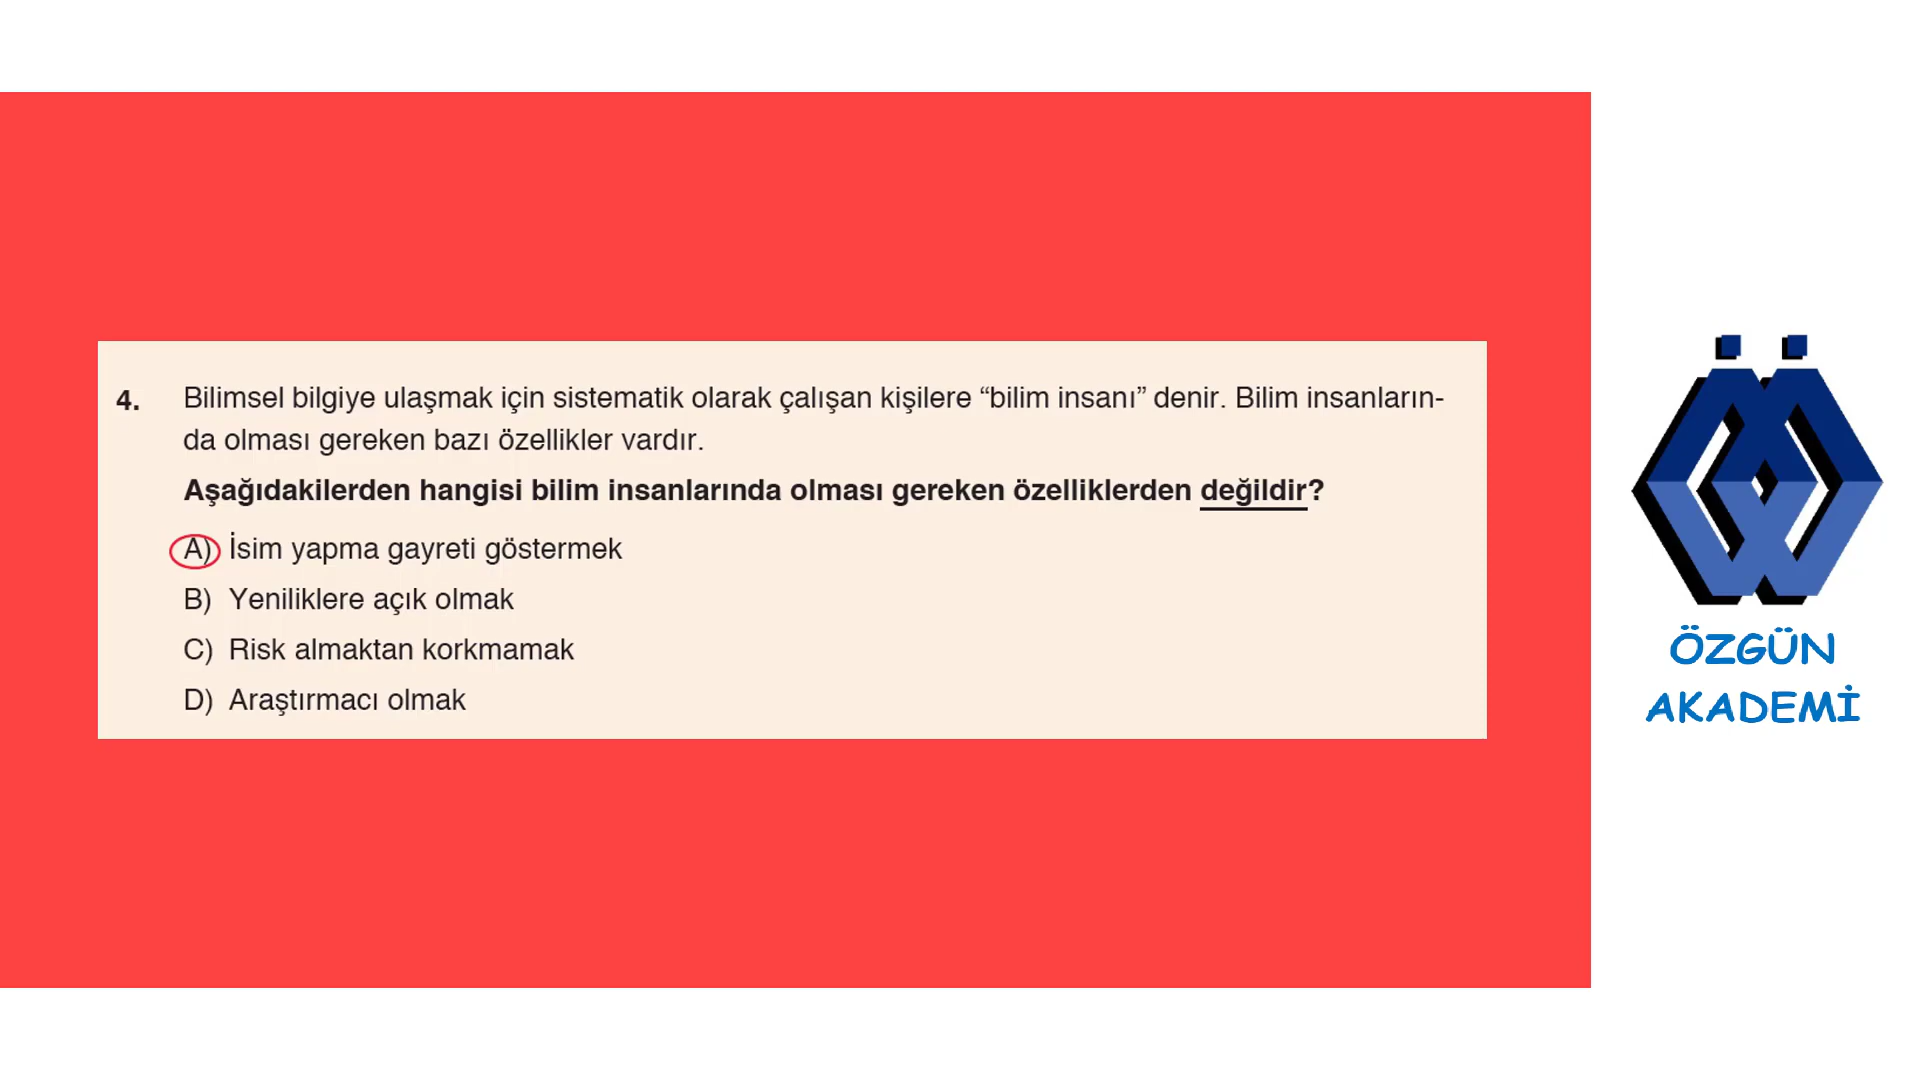 4. Bilimsel bilgiye ulaşmak için sistematik olarak çalışan kişilere “bilim insanı” denir. Bilim insanların-
da olması gereken bazı özellikler vardır.
Aşağıdakilerden hangisi bilim insanlarında olması gereken özelliklerden değildir?
A) İsim yapma gayreti göstermek
B) Yeniliklere açık olmak
C) Risk almaktan korkmamak
D) Araştırmacı olmak
ÖZGÜN
AKADEMİ